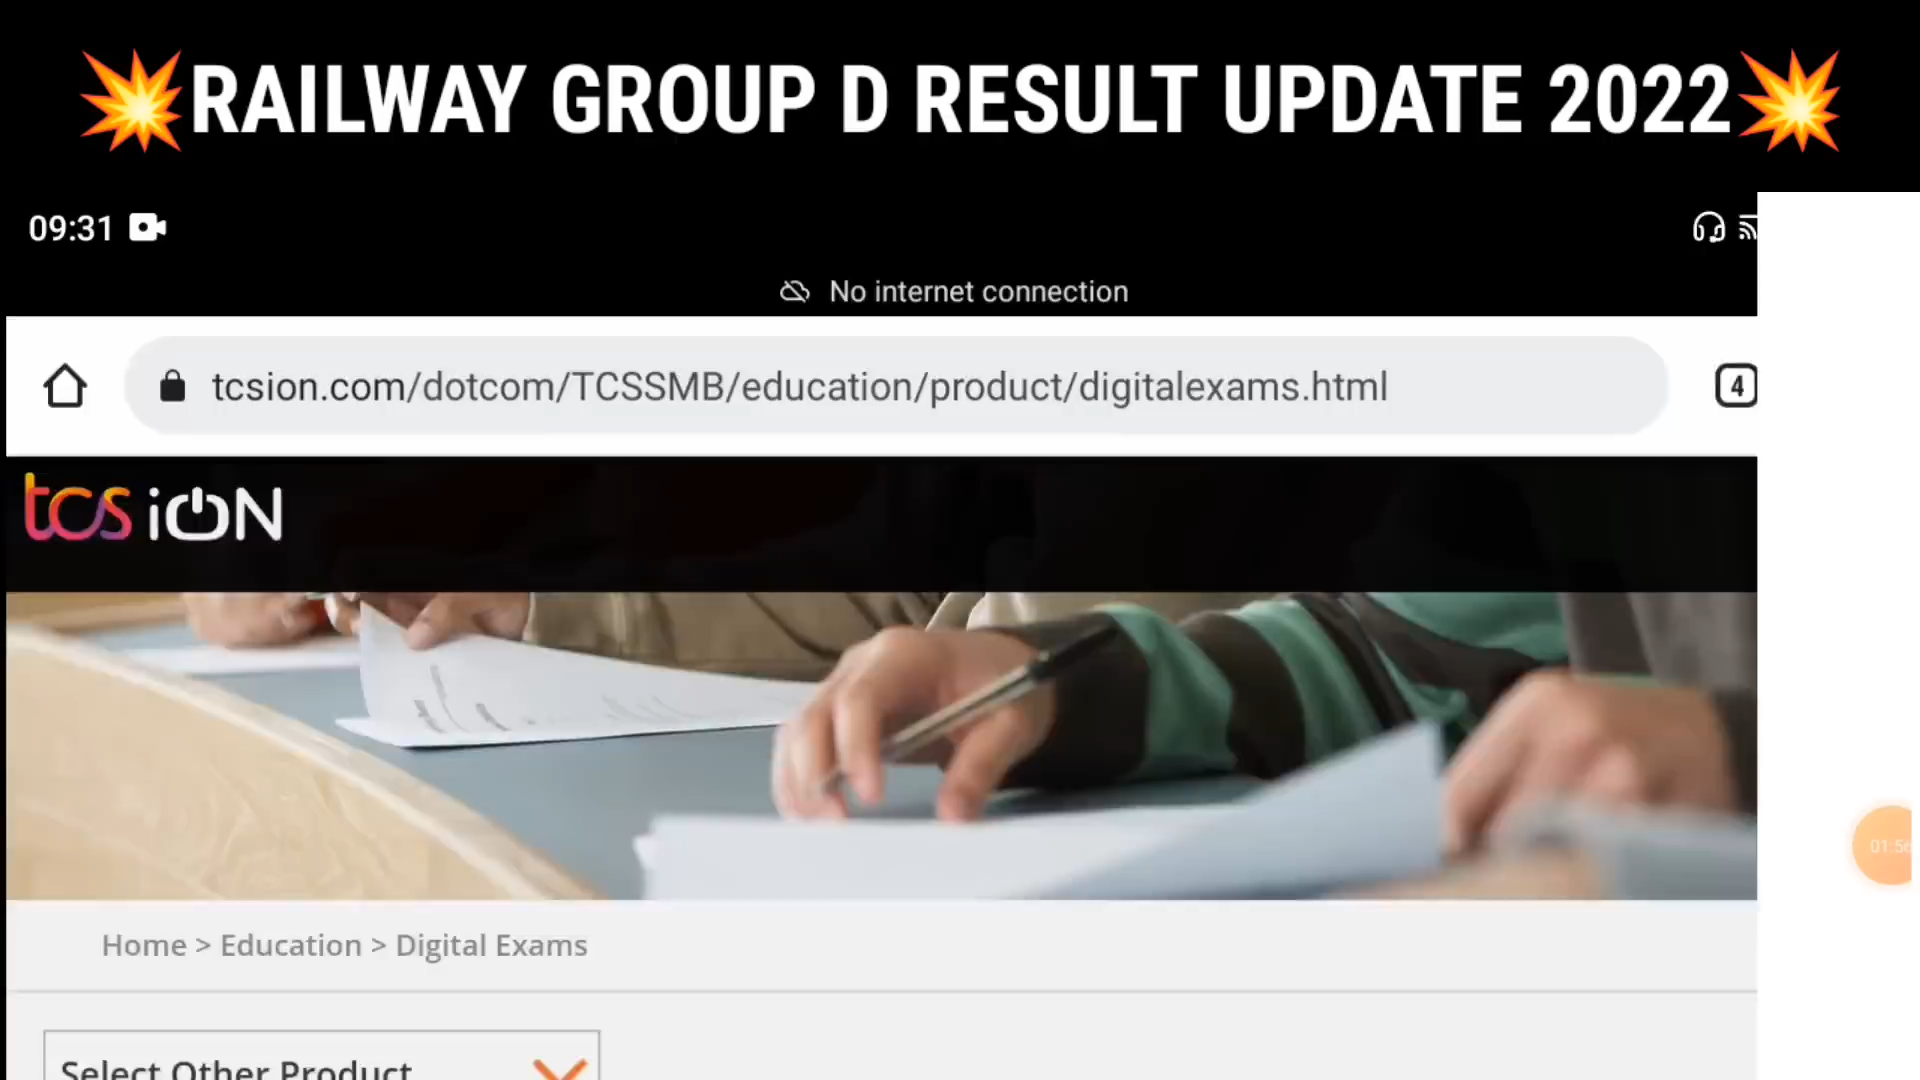 💥RAILWAY GROUP D RESULT UPDATE 2022💥
09:31
No internet connection
tcsion.com/dotcom/TCSSMB/education/product/digitalexams.html
4
tcs iON
Home > Education > Digital Exams
Select Other Product